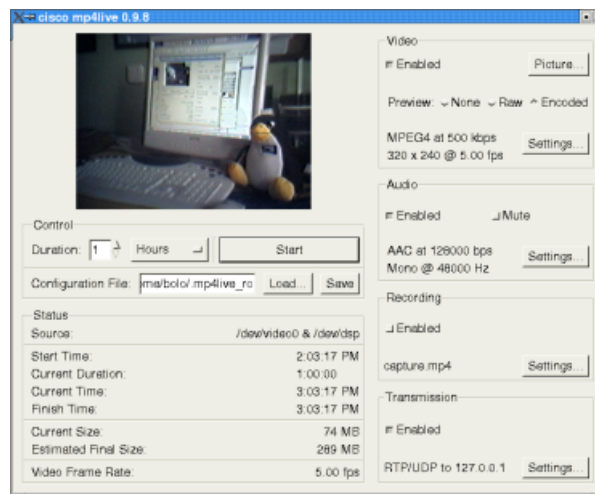 cisco mp4live 0.9.8
Control
Duration: 1 Hours Start
Configuration File: ome/bolo/.mp4live_rc Load... Save
Status
Source: /dev/video0 & /dev/dsp
Start Time: 2:03:17 PM
Current Duration: 1:00:00
Current Time: 3:03:17 PM
Finish Time: 3:03:17 PM
Current Size: 74 MB
Estimated Final Size: 289 MB
Video Frame Rate: 5.00 fps
Video
Enabled Picture...
Preview: None Raw Encoded
MPEG4 at 500 kbps
320 x 240 @ 5.00 fps
Settings...
Audio
Enabled Mute
AAC at 128000 bps
Mono @ 48000 Hz
Settings...
Recording
Enabled
capture.mp4 Settings...
Transmission
Enabled
RTP/UDP to 127.0.0.1 Settings...